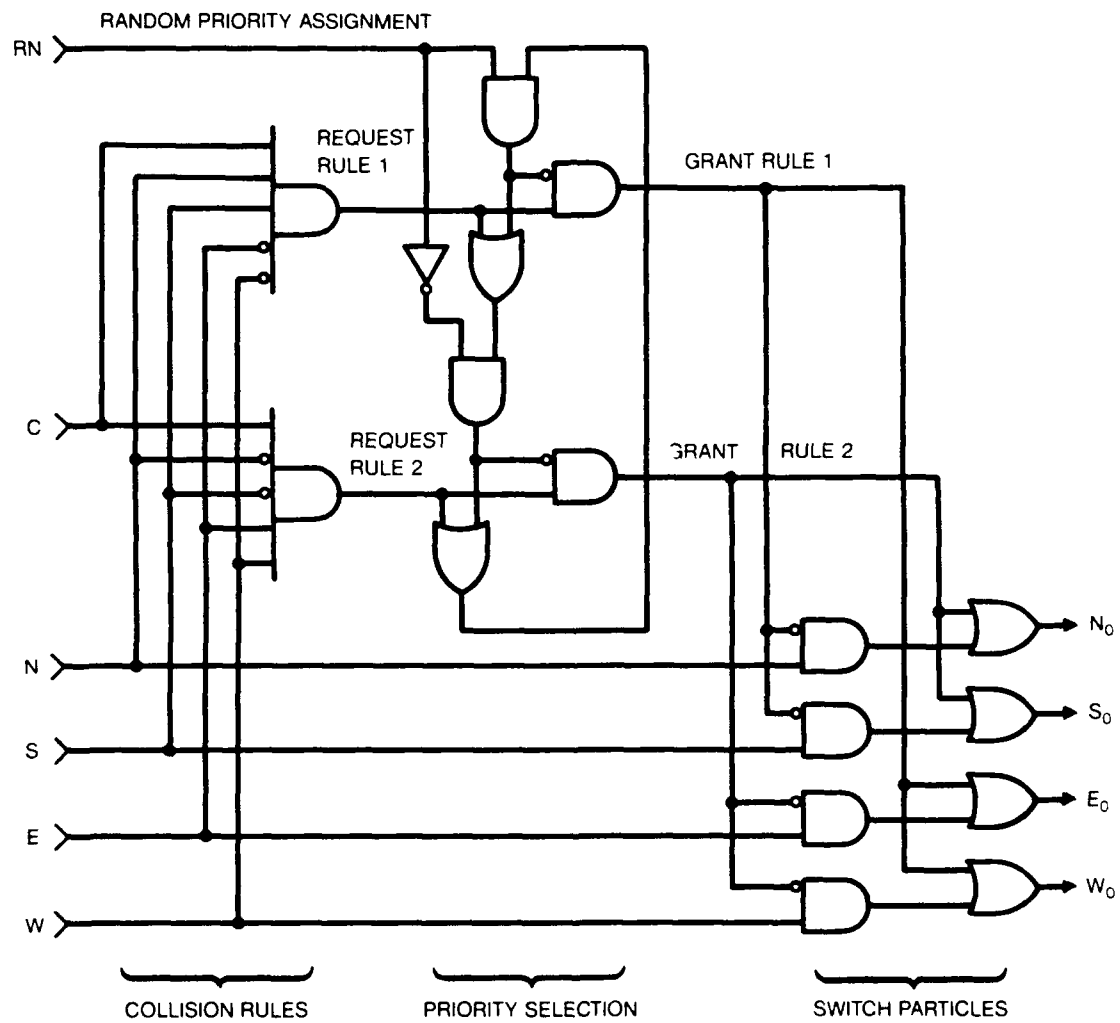 RANDOM PRIORITY ASSIGNMENT
RN
REQUEST
RULE 1
GRANT RULE 1
C
REQUEST
RULE 2
GRANT RULE 2
N
N0
S
S0
E
E0
W
W0
COLLISION RULES
PRIORITY SELECTION
SWITCH PARTICLES